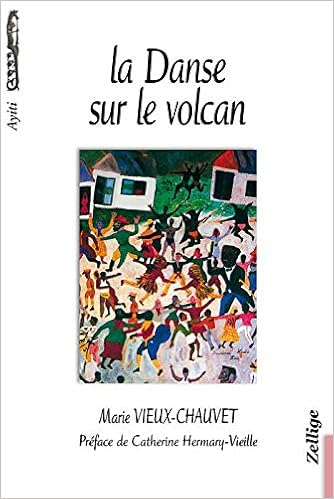 Ayiti
la Danse
sur le volcan
Marie VIEUX-CHAUVET
Préface de Catherine Hermary-Vieille
Zellige